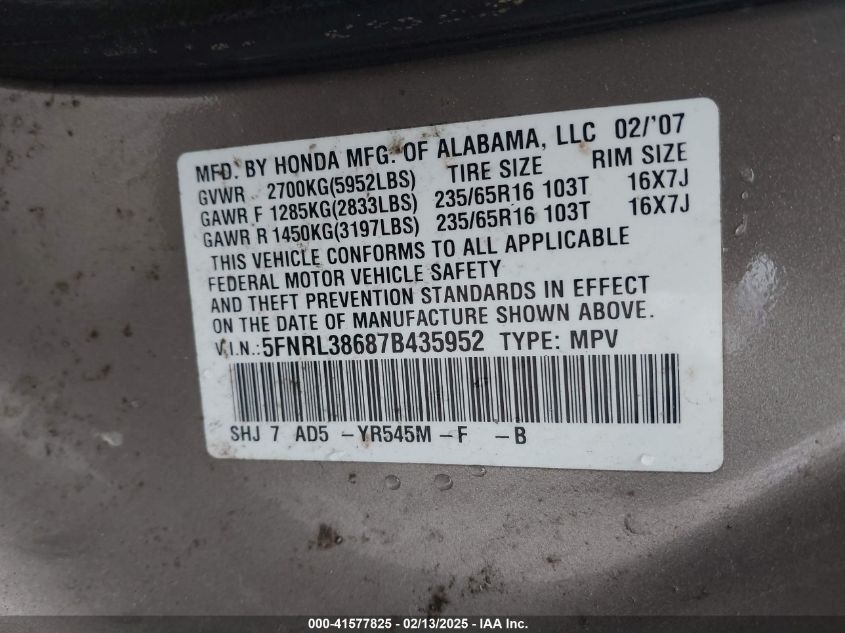 MFD. BY HONDA MFG. OF ALABAMA, LLC 02/'07
TIRE SIZE RIM SIZE
GVWR 2700KG(5952LBS)
GAWR F 1285KG(2833LBS) 235/65R16 103T 16X7J
GAWR R 1450KG(3197LBS) 235/65R16 103T 16X7J
THIS VEHICLE CONFORMS TO ALL APPLICABLE
FEDERAL MOTOR VEHICLE SAFETY
AND THEFT PREVENTION STANDARDS IN EFFECT
ON THE DATE OF MANUFACTURE SHOWN ABOVE.
V.I.N.:5FNRL38687B435952 TYPE: MPV
SHJ 7 AD5 -YR545M -F -B
000-41577825 - 02/13/2025 - IAA Inc.